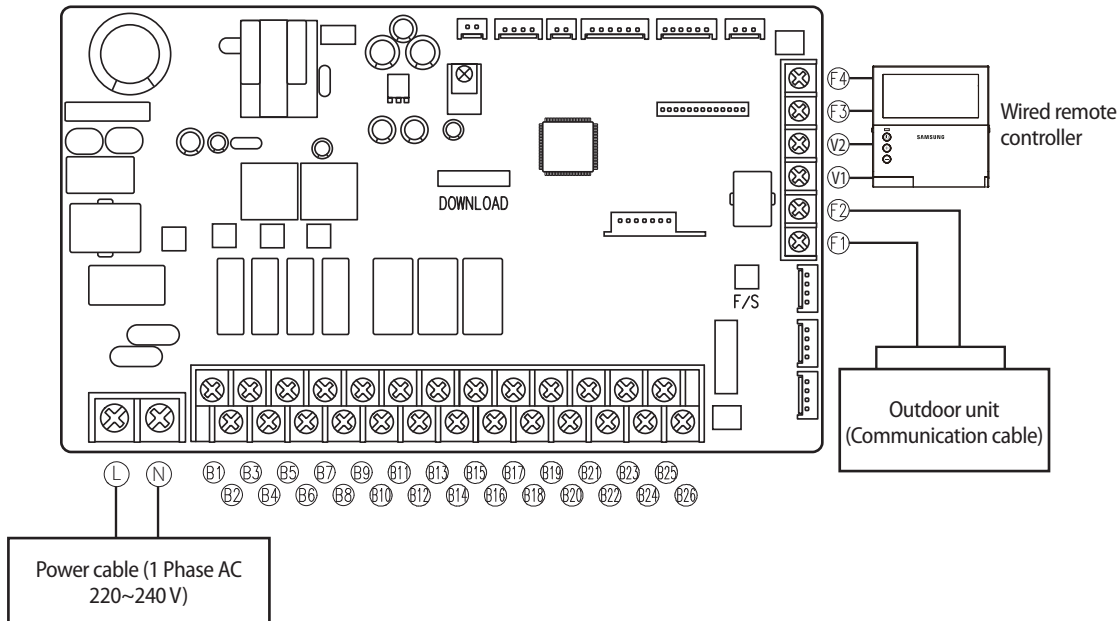 F4
F3
V2
V1
F2
F1
Wired remote
controller
SAMSUNG
DOWNLOAD
F/S
Outdoor unit
(Communication cable)
L N B1 B3 B5 B7 B9 B11 B13 B15 B17 B19 B21 B23 B25
B2 B4 B6 B8 B10 B12 B14 B16 B18 B20 B22 B24 B26
Power cable (1 Phase AC
220~240 V)